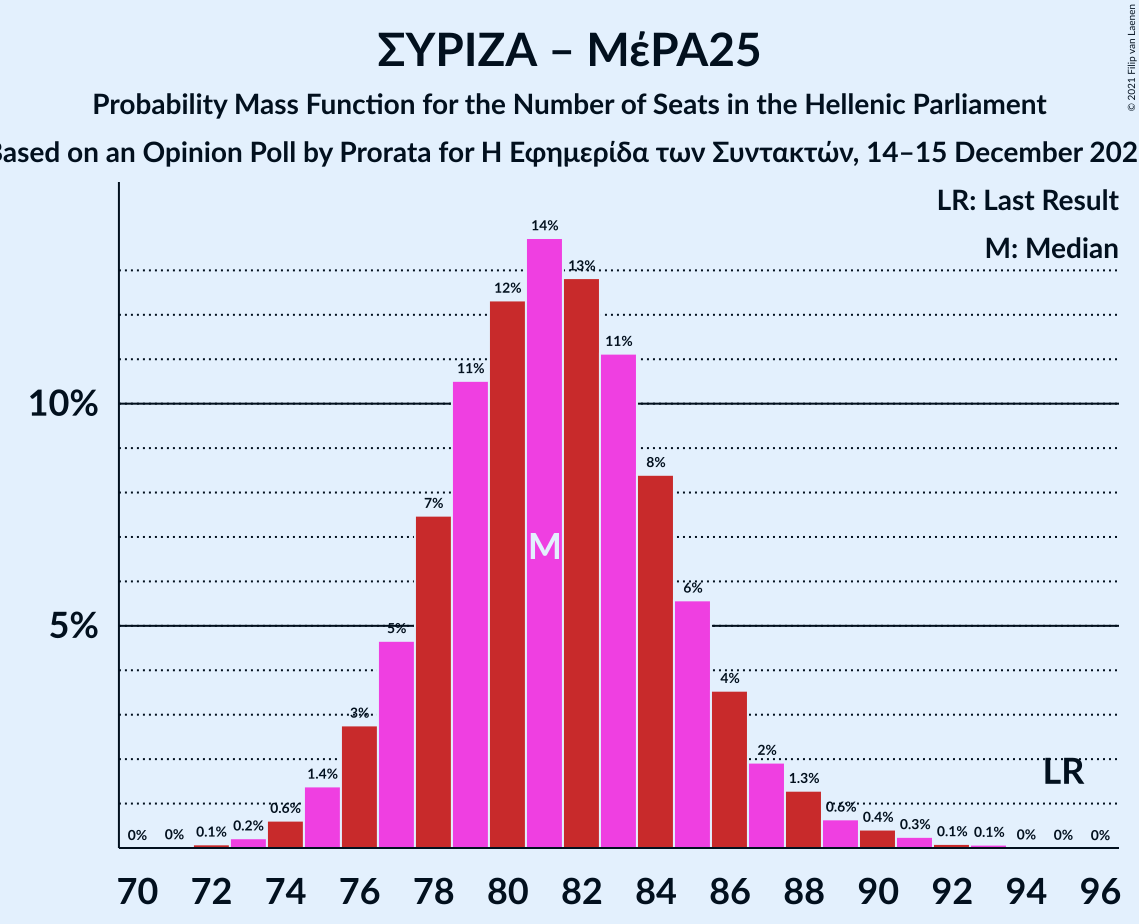 © 2021 Filip van Laenen
ΣΥΡΙΖΑ – ΜέΡΑ25
Probability Mass Function for the Number of Seats in the Hellenic Parliament
Based on an Opinion Poll by Prorata for Η Εφημερίδα των Συντακτών, 14–15 December 202
LR: Last Result
M: Median
14%
13%
12%
11%
11%
10%
8%
7%
M
6%
5%
5%
4%
3%
2%
LR
1.4%
1.3%
0.6%
0.6%
0% 0% 0.1% 0.2% 0.4% 0.3% 0.1% 0.1% 0% 0% 0%
70 72 74 76 78 80 82 84 86 88 90 92 94 96